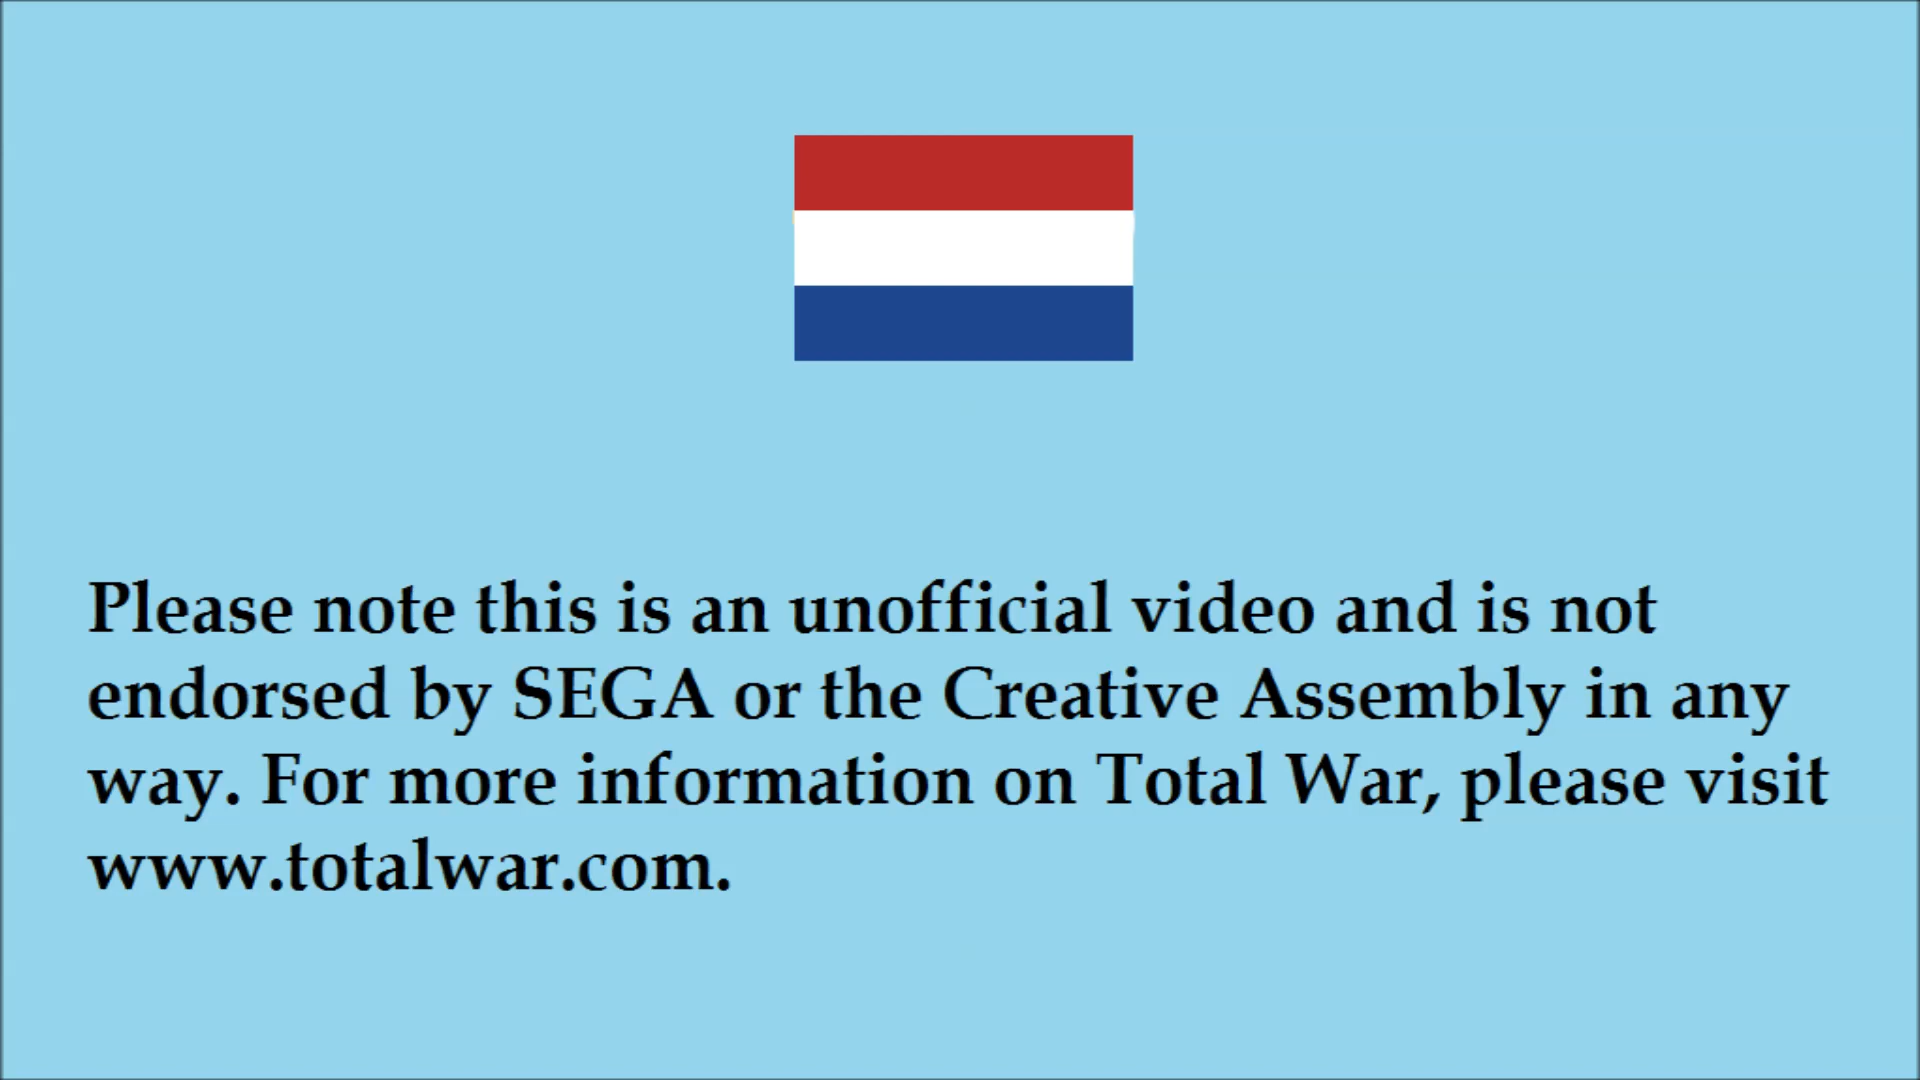 Please note this is an unofficial video and is not
endorsed by SEGA or the Creative Assembly in any
way. For more information on Total War, please visit
www.totalwar.com.